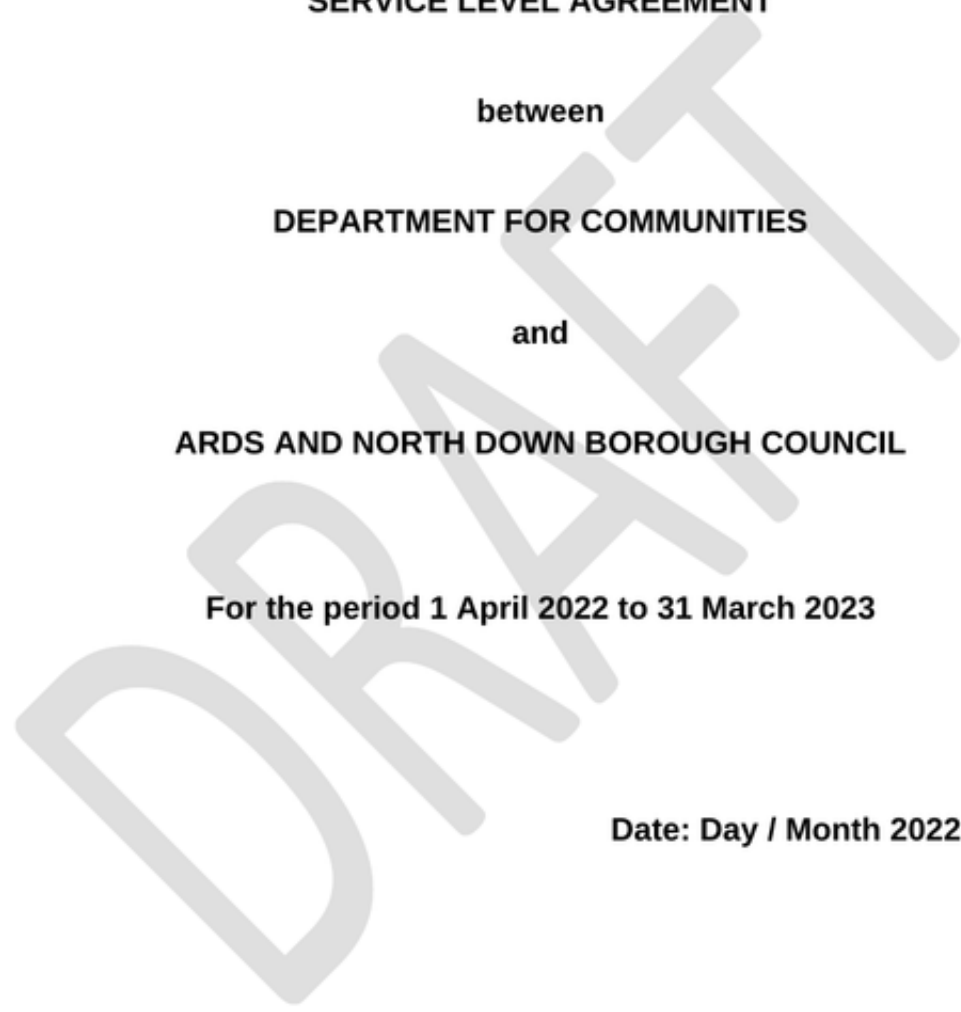 SERVICE LEVEL AGREEMENT
between
DEPARTMENT FOR COMMUNITIES
and
ARDS AND NORTH DOWN BOROUGH COUNCIL
For the period 1 April 2022 to 31 March 2023
Date: Day / Month 2022
DRAFT